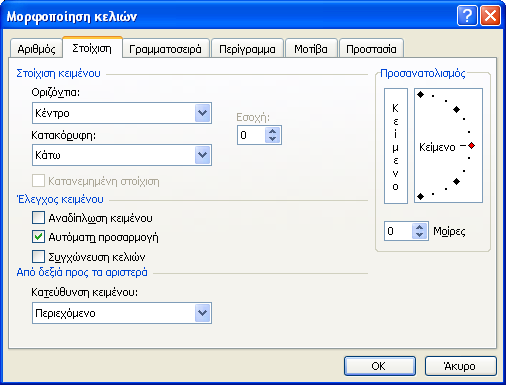 Μορφοποίηση κελιών
Αριθμός Στοίχιση Γραμματοσειρά Περίγραμμα Μοτίβα Προστασία
Στοίχιση κειμένου
Οριζόντια:
Κέντρο
Εσοχή:
Κατακόρυφη:
0
Κάτω
Κατανεμημένη στοίχιση
Έλεγχος κειμένου
Αναδίπλωση κειμένου
Αυτόματη προσαρμογή
Συγχώνευση κελιών
Από δεξιά προς τα αριστερά
Κατεύθυνση κειμένου:
Περιεχόμενο
Προσανατολισμός
Κείμενο
Κείμενο
0 Μοίρες
OK Άκυρο